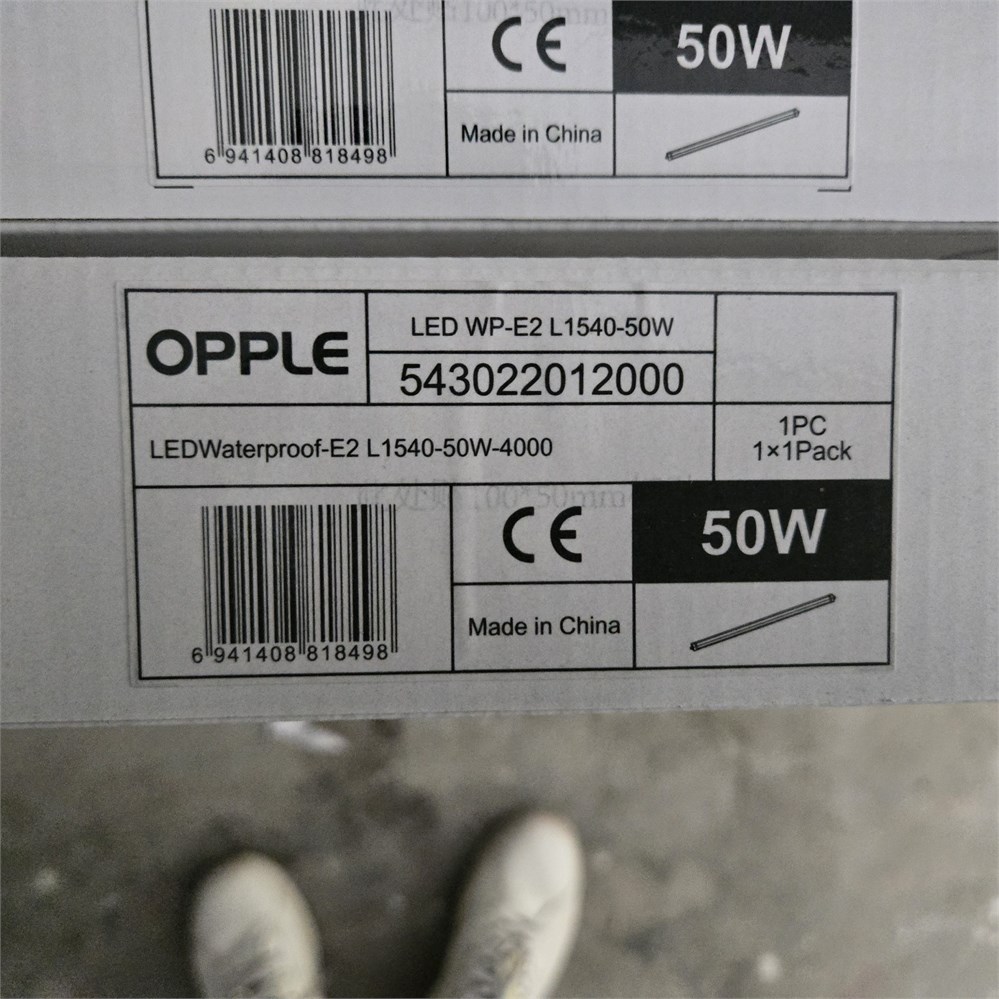 50W
Made in China
6 941408 818498
OPPLE
LED WP-E2 L1540-50W
543022012000
LEDWaterproof-E2 L1540-50W-4000
1PC
1×1Pack
CE
50W
Made in China
6 941408 818498